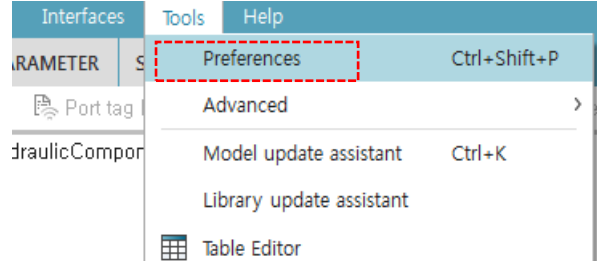 Interfaces Tools Help
ARAMETER S
Preferences Ctrl+Shift+P
Port tag
Advanced >
draulicCompor
Model update assistant Ctrl+K
Library update assistant
Table Editor